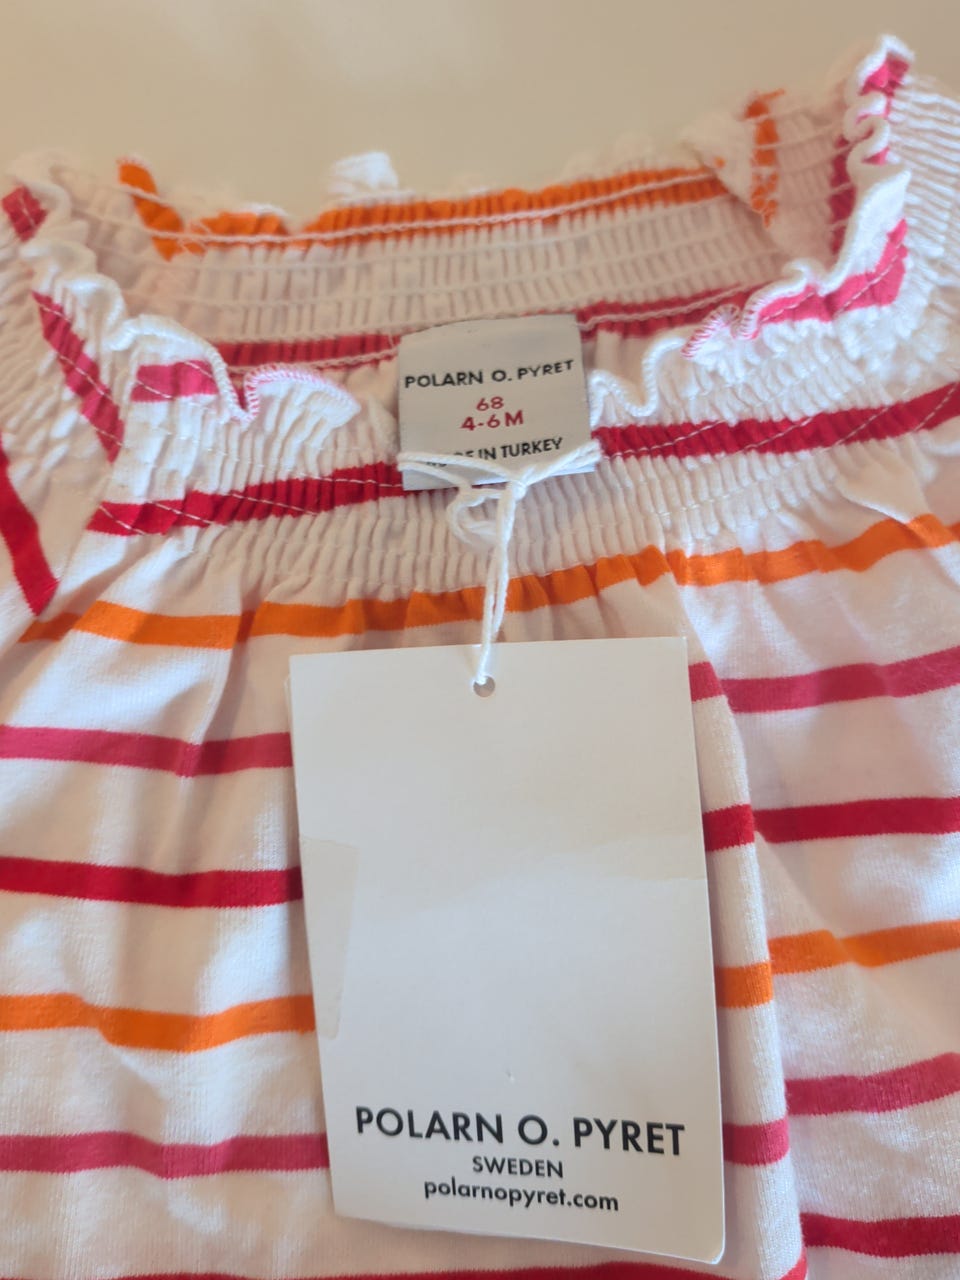 POLARN O. PYRET
68
4-6M
IN TURKEY
POLARN O. PYRET
SWEDEN
polarnopyret.com